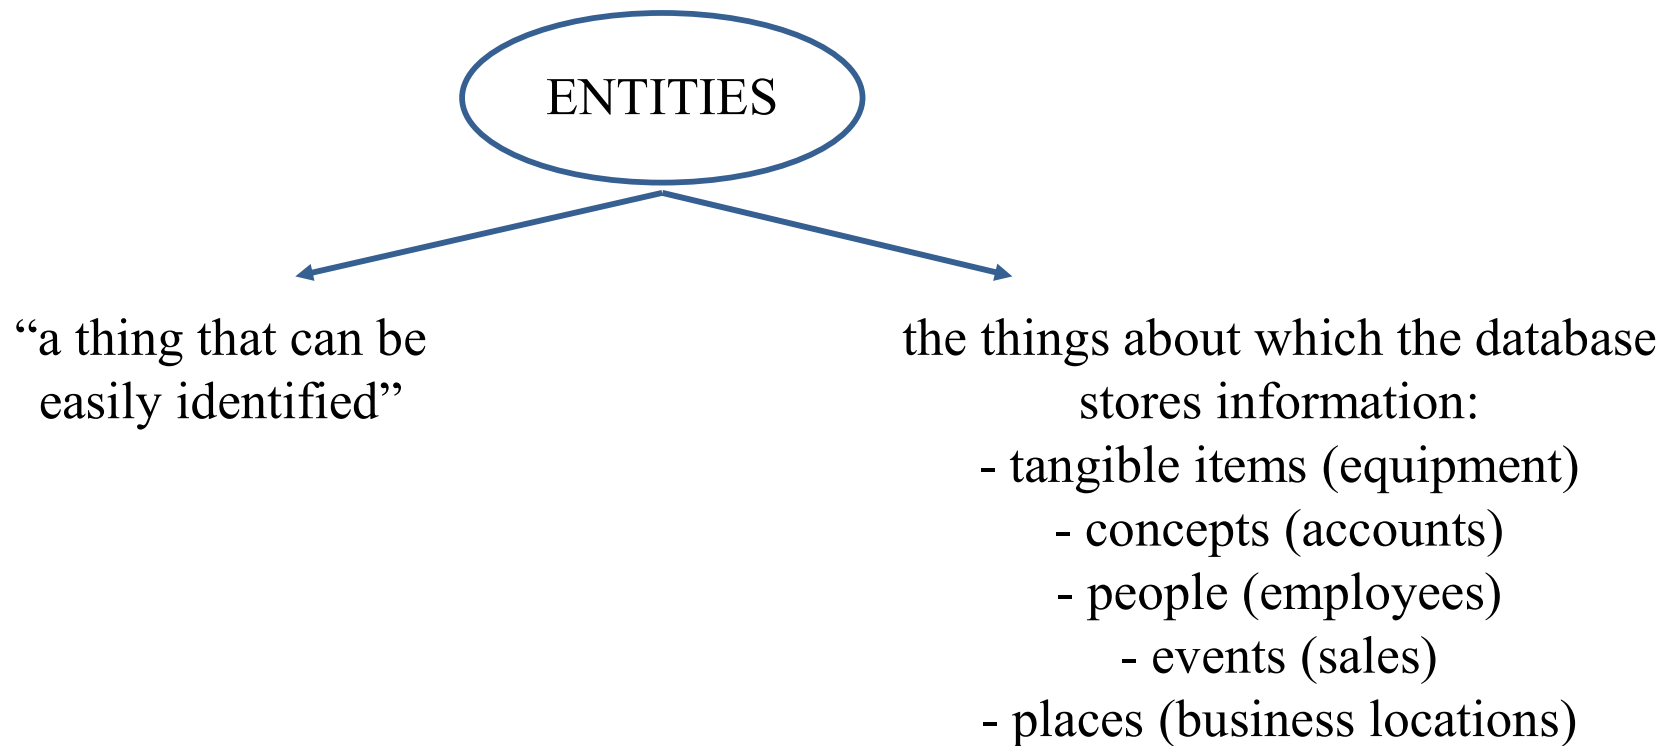 ENTITIES
“a thing that can be
easily identified”
the things about which the database
stores information:
- tangible items (equipment)
- concepts (accounts)
- people (employees)
- events (sales)
- places (business locations)